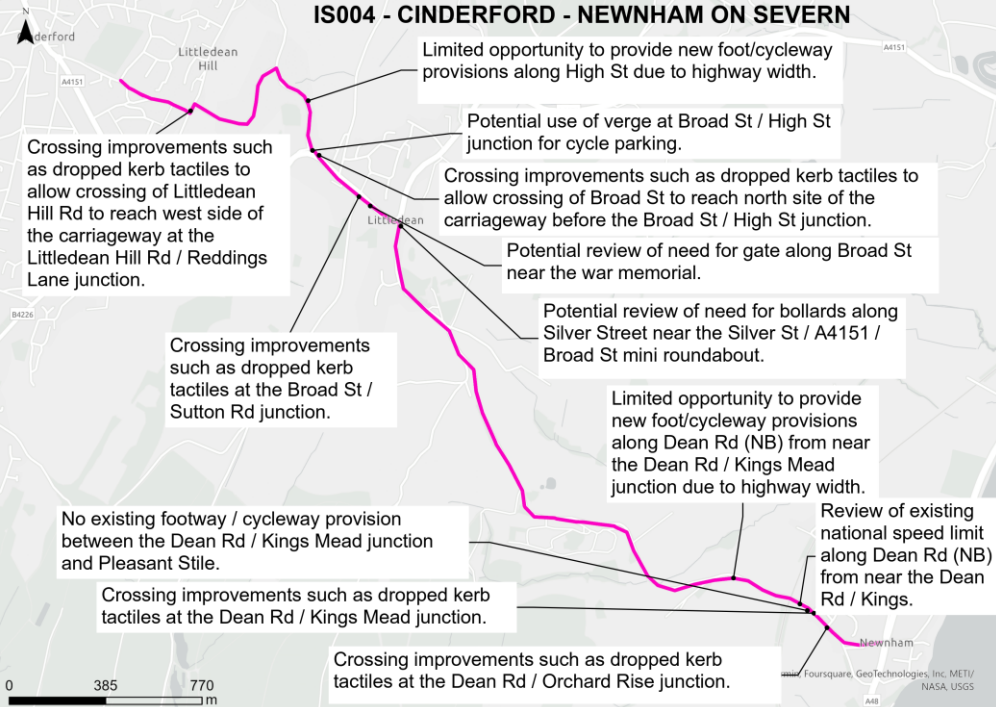 IS004 - CINDERFORD - NEWNHAM ON SEVERN
derford
Littledean
Hill
A4151
A4151
Limited opportunity to provide new foot/cycleway
provisions along High St due to highway width.
Potential use of verge at Broad St / High St
junction for cycle parking.
Crossing improvements such
as dropped kerb tactiles to
allow crossing of Littledean
Hill Rd to reach west side of
the carriageway at the
Littledean Hill Rd / Reddings
Lane junction.
Crossing improvements such as dropped kerb tactiles to
allow crossing of Broad St to reach north site of the
carriageway before the Broad St / High St junction.
Littledean
Potential review of need for gate along Broad St
near the war memorial.
B4226
Potential review of need for bollards along
Silver Street near the Silver St / A4151 /
Broad St mini roundabout.
Crossing improvements
such as dropped kerb
tactiles at the Broad St /
Sutton Rd junction.
Limited opportunity to provide
new foot/cycleway provisions
along Dean Rd (NB) from near
the Dean Rd / Kings Mead
junction due to highway width.
No existing footway / cycleway provision
between the Dean Rd / Kings Mead junction
and Pleasant Stile.
Review of existing
national speed limit
along Dean Rd (NB)
from near the Dean
Rd / Kings.
Crossing improvements such as dropped kerb
tactiles at the Dean Rd / Kings Mead junction.
Newnham
Crossing improvements such as dropped kerb
tactiles at the Dean Rd / Orchard Rise junction.
Foursquare, GeoTechnologies, Inc, METI/
NASA, USGS
A48
0 385 770
m